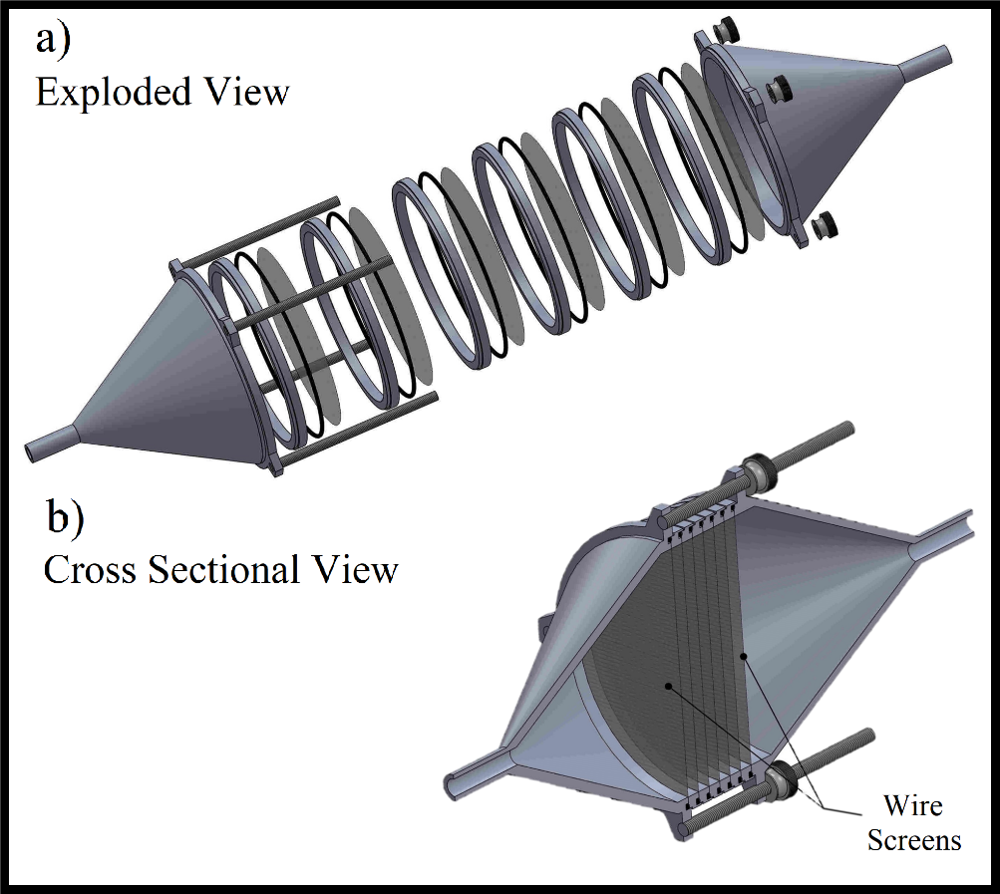 a)
Exploded View
b)
Cross Sectional View
Wire
Screens